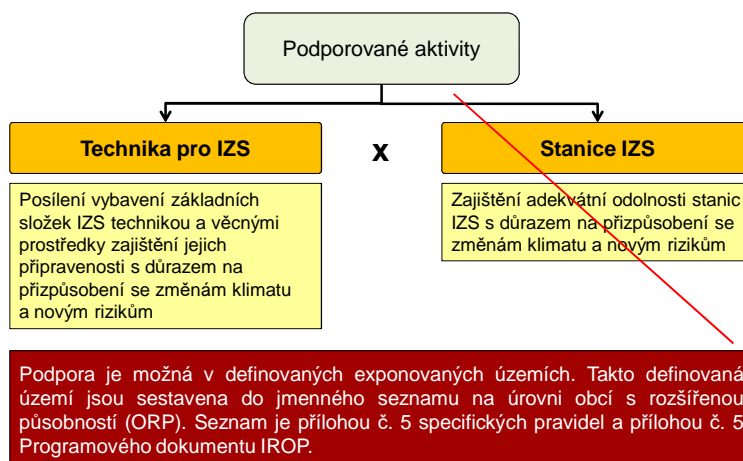 Podporované aktivity
Technika pro IZS
x
Stanice IZS
Posílení vybavení základních
složek IZS technikou a věcnými
prostředky zajištění jejich
připravenosti s důrazem na
přizpůsobení se změnám klimatu
a novým rizikům
Zajištění adekvátní odolnosti stanic
IZS s důrazem na přizpůsobení se
změnám klimatu a novým rizikům
Podpora je možná v definovaných exponovaných územích. Takto definovaná
území jsou sestavena do jmenného seznamu na úrovni obcí s rozšířenou
působností (ORP). Seznam je přílohou č. 5 specifických pravidel a přílohou č. 5
Programového dokumentu IROP.